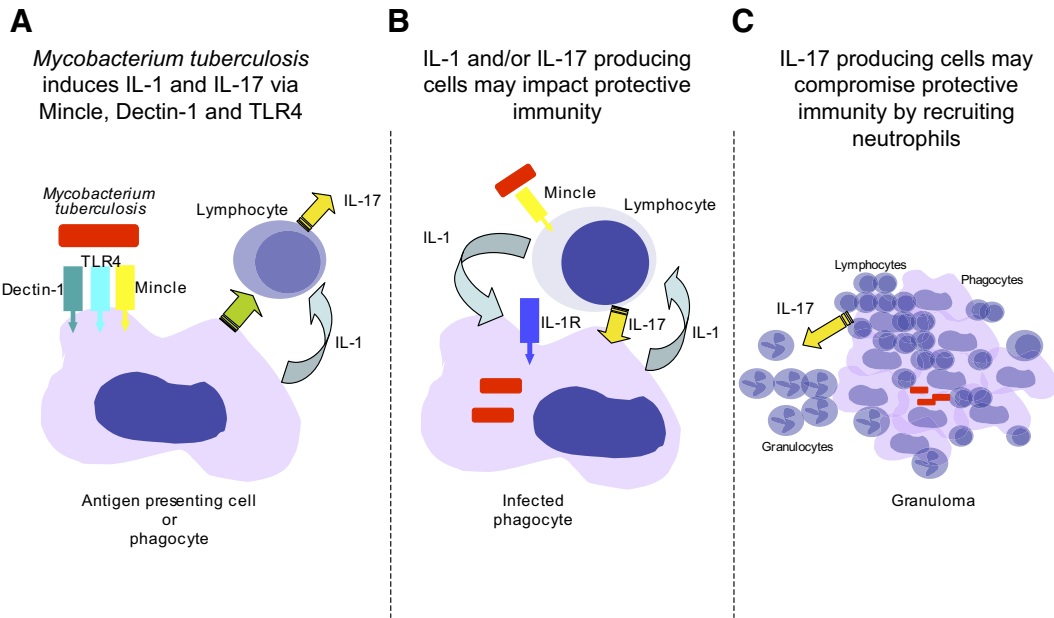 A
Mycobacterium tuberculosis
induces IL-1 and IL-17 via
Mincle, Dectin-1 and TLR4
Mycobacterium
tuberculosis
TLR4
Dectin-1
Mincle
Lymphocyte
IL-17
IL-1
Antigen presenting cell
or
phagocyte
B
IL-1 and/or IL-17 producing
cells may impact protective
immunity
Mincle
Lymphocyte
IL-1
IL-1R
IL-17
IL-1
Infected
phagocyte
C
IL-17 producing cells may
compromise protective
immunity by recruiting
neutrophils
Lymphocytes
Phagocytes
IL-17
Granulocytes
Granuloma